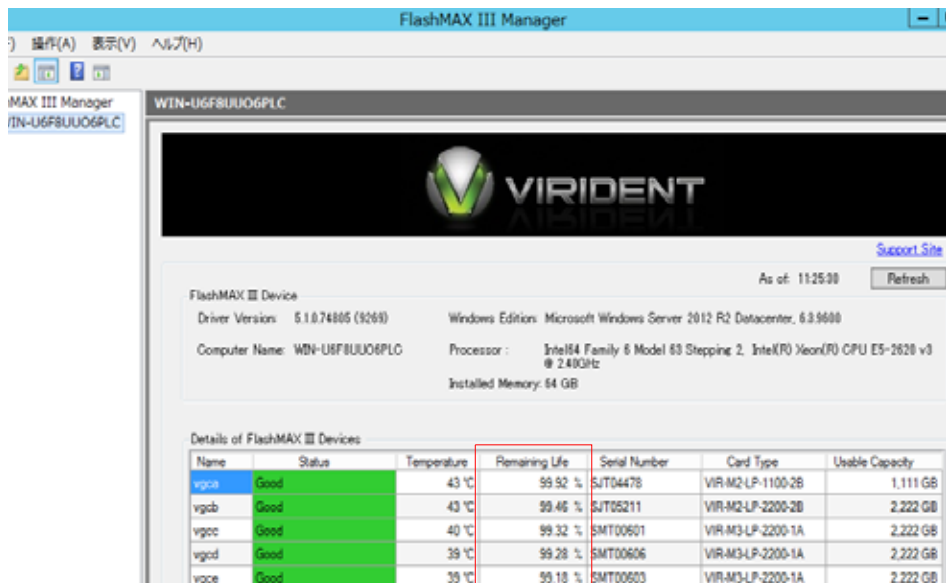 FlashMAX III Manager
) 操作(A) 表示(V) ヘルプ(H)
MAX III Manager
WIN-U6F8UUO6PLC
WIN-U6F8UUO6PLC
VIRIDENT
Support Site
As of: 11:25:30 Refresh
FlashMAX III Device
Driver Version: 5.1.0.74805 (9269) Windows Edition: Microsoft Windows Server 2012 R2 Datacenter, 6.3.9600
Computer Name: WIN-U6F8UUO6PLC Processor : Intel64 Family 6 Model 63 Stepping 2, Intel(R) Xeon(R) CPU E5-2620 v3
@ 2.40GHz
Installed Memory: 64 GB
Details of FlashMAX III Devices
Name Status Temperature Remaining Life Serial Number Card Type Usable Capacity
vgca Good 43 ℃ 99.92 % SJT04478 VIR-M2-LP-1100-2B 1,111 GB
vgcb Good 43 ℃ 99.46 % SJT05211 VIR-M2-LP-2200-2B 2,222 GB
vgcc Good 40 ℃ 99.32 % SMT00601 VIR-M3-LP-2200-1A 2,222 GB
vgcd Good 39 ℃ 99.28 % SMT00606 VIR-M3-LP-2200-1A 2,222 GB
vgce Good 39 ℃ 99.18 % SMT00603 VIR-M3-LP-2200-1A 2,222 GB